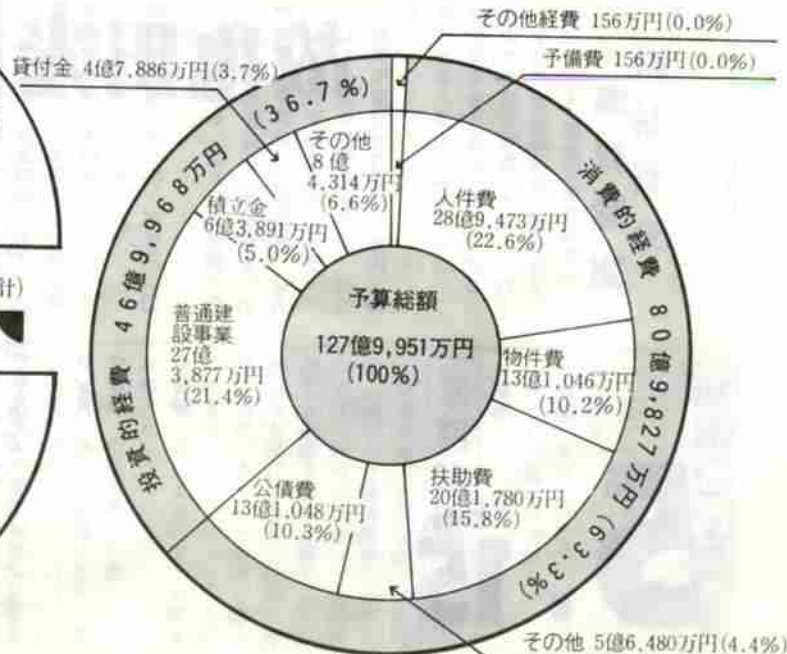 その他経費 156万円(0.0%)
予備費 156万円(0.0%)
貸付金 4億7,886万円(3.7%)
投資的経費 46億9,968万円 (36.7%)
消費的経費 80億9,827万円(63.3%)
その他
8億
4,314万円
(6.6%)
積立金
6億3,891万円
(5.0%)
人件費
28億9,473万円
(22.6%)
予算総額
127億9,951万円
(100%)
普通建
設事業
27億
3,877万円
(21.4%)
物件費
13億1,046万円
(10.2%)
扶助費
20億1,780万円
(15.8%)
公債費
13億1,048万円
(10.3%)
その他 5億6,480万円(4.4%)
計)